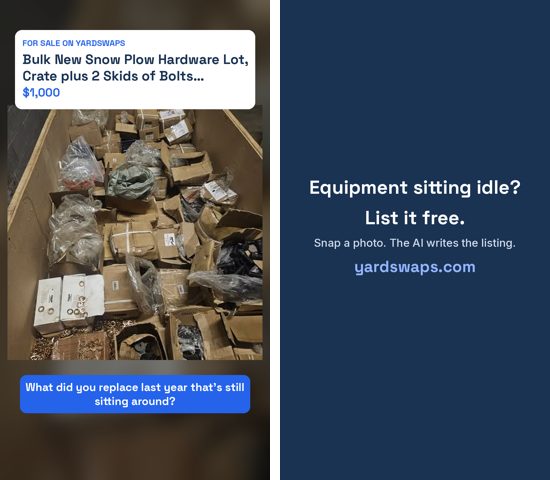 FOR SALE ON YARDSWAPS
Bulk New Snow Plow Hardware Lot,
Crate plus 2 Skids of Bolts...
$1,000
What did you replace last year that's still
sitting around?
Equipment sitting idle?
List it free.
Snap a photo. The AI writes the listing.
yardswaps.com